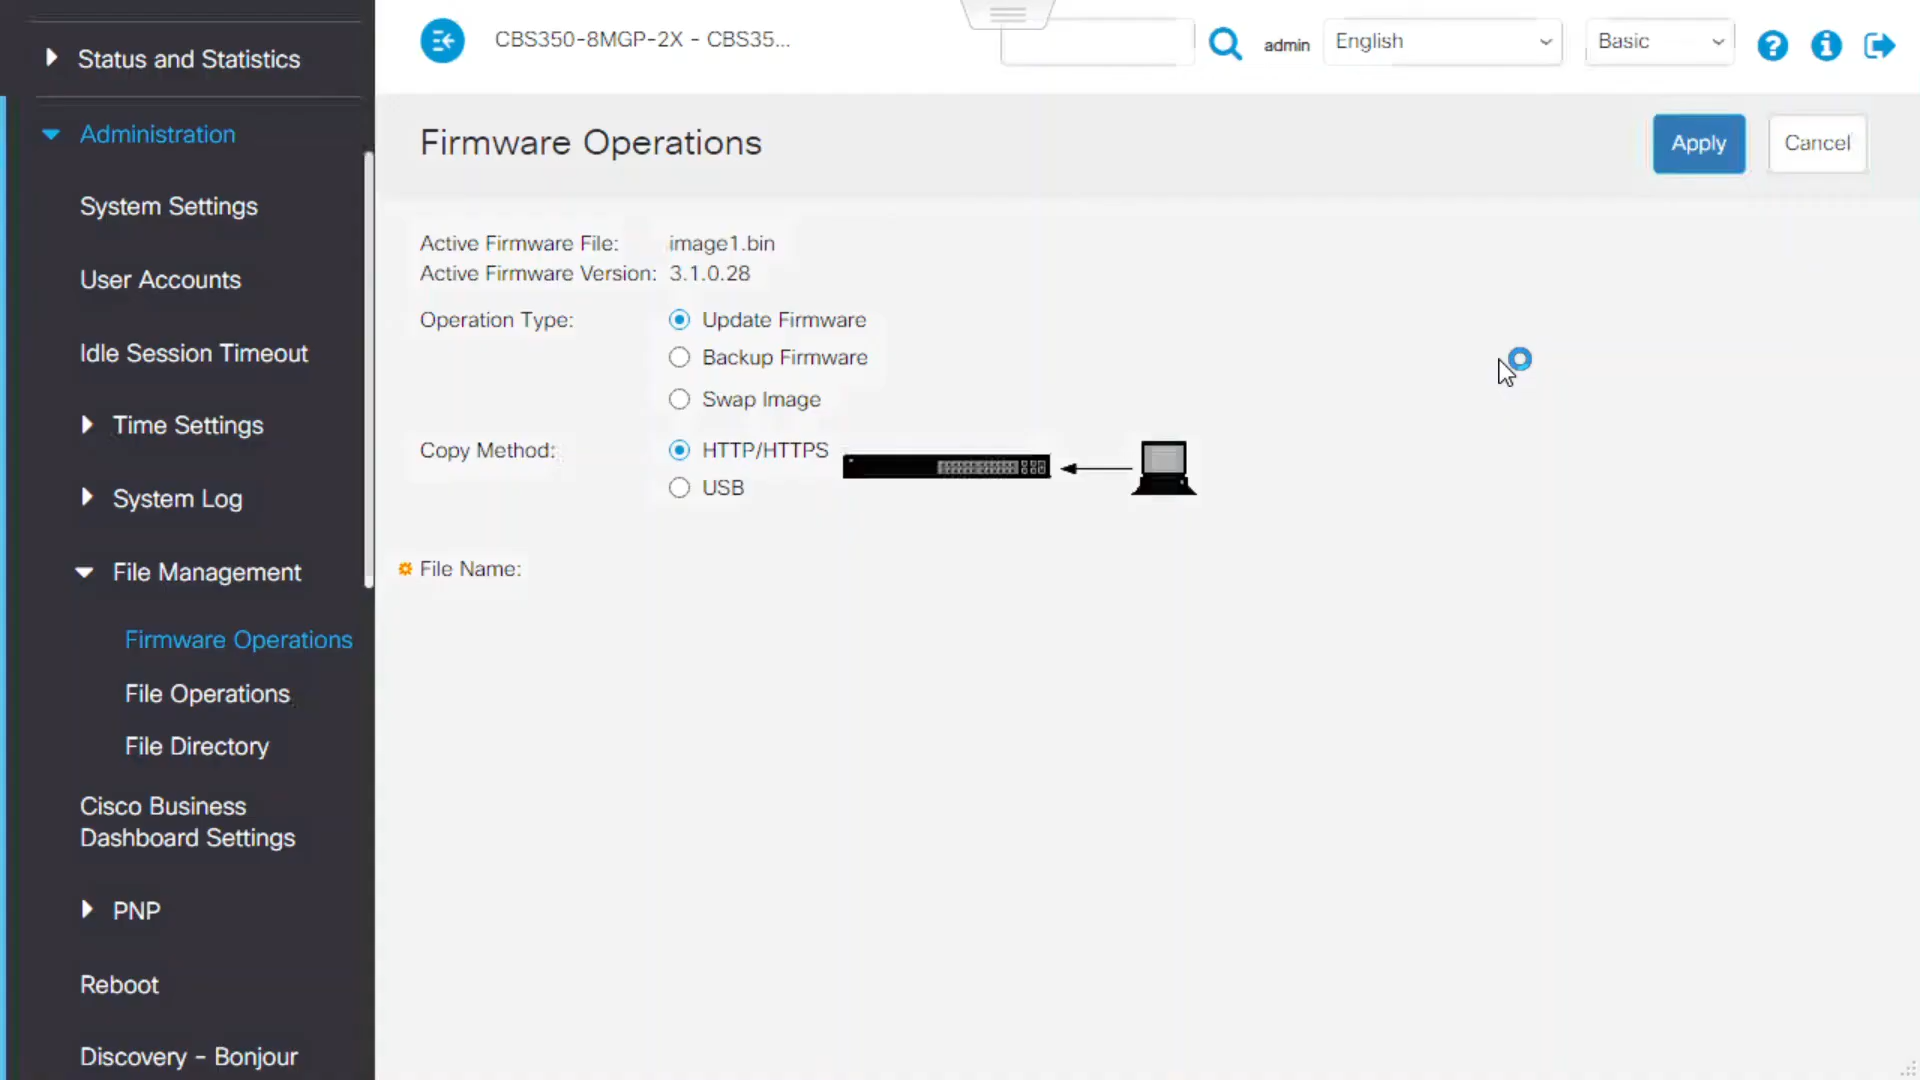 Status and Statistics
Administration
System Settings
User Accounts
Idle Session Timeout
Time Settings
System Log
File Management
Firmware Operations
File Operations
File Directory
Cisco Business
Dashboard Settings
PNP
Reboot
Discovery - Bonjour
CBS350-8MGP-2X - CBS35...
admin
English
Basic
Firmware Operations
Apply
Cancel
Active Firmware File: image1.bin
Active Firmware Version: 3.1.0.28
Operation Type: Update Firmware
Backup Firmware
Swap Image
Copy Method: HTTP/HTTPS
USB
File Name: